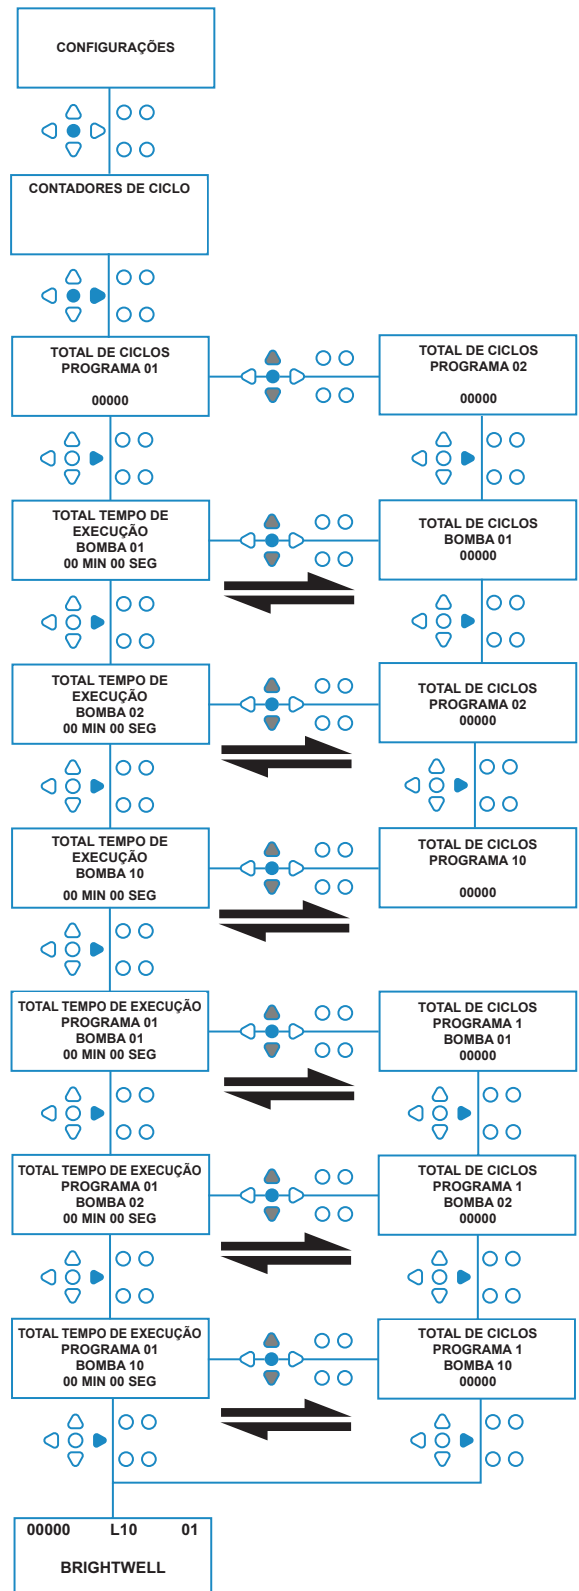 CONFIGURAÇÕES
CONTADORES DE CICLO
TOTAL DE CICLOS
PROGRAMA 01
00000
TOTAL DE CICLOS
PROGRAMA 02
00000
TOTAL TEMPO DE
EXECUÇÃO
BOMBA 01
00 MIN 00 SEG
TOTAL DE CICLOS
BOMBA 01
00000
TOTAL TEMPO DE
EXECUÇÃO
BOMBA 02
00 MIN 00 SEG
TOTAL DE CICLOS
PROGRAMA 02
00000
TOTAL TEMPO DE
EXECUÇÃO
BOMBA 10
00 MIN 00 SEG
TOTAL DE CICLOS
PROGRAMA 10
00000
TOTAL TEMPO DE EXECUÇÃO
PROGRAMA 01
BOMBA 01
00 MIN 00 SEG
TOTAL DE CICLOS
PROGRAMA 1
BOMBA 01
00000
TOTAL TEMPO DE EXECUÇÃO
PROGRAMA 01
BOMBA 02
00 MIN 00 SEG
TOTAL DE CICLOS
PROGRAMA 1
BOMBA 02
00000
TOTAL TEMPO DE EXECUÇÃO
PROGRAMA 01
BOMBA 10
00 MIN 00 SEG
TOTAL DE CICLOS
PROGRAMA 1
BOMBA 10
00000
00000 L10 01
BRIGHTWELL